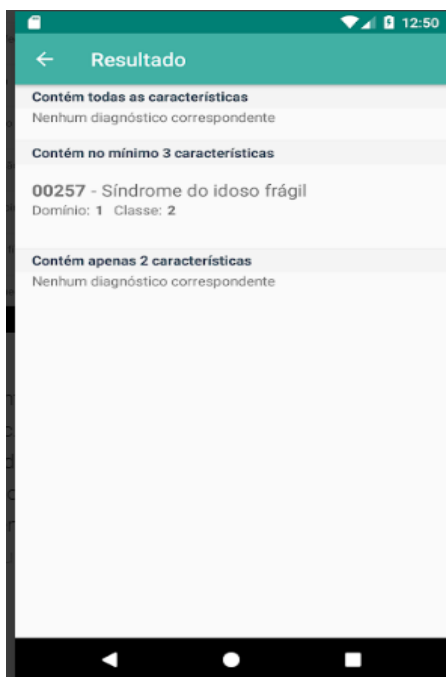 12:50
Resultado
Contém todas as características
Nenhum diagnóstico correspondente
Contém no mínimo 3 características
00257 - Síndrome do idoso frágil
Domínio: 1 Classe: 2
Contém apenas 2 características
Nenhum diagnóstico correspondente